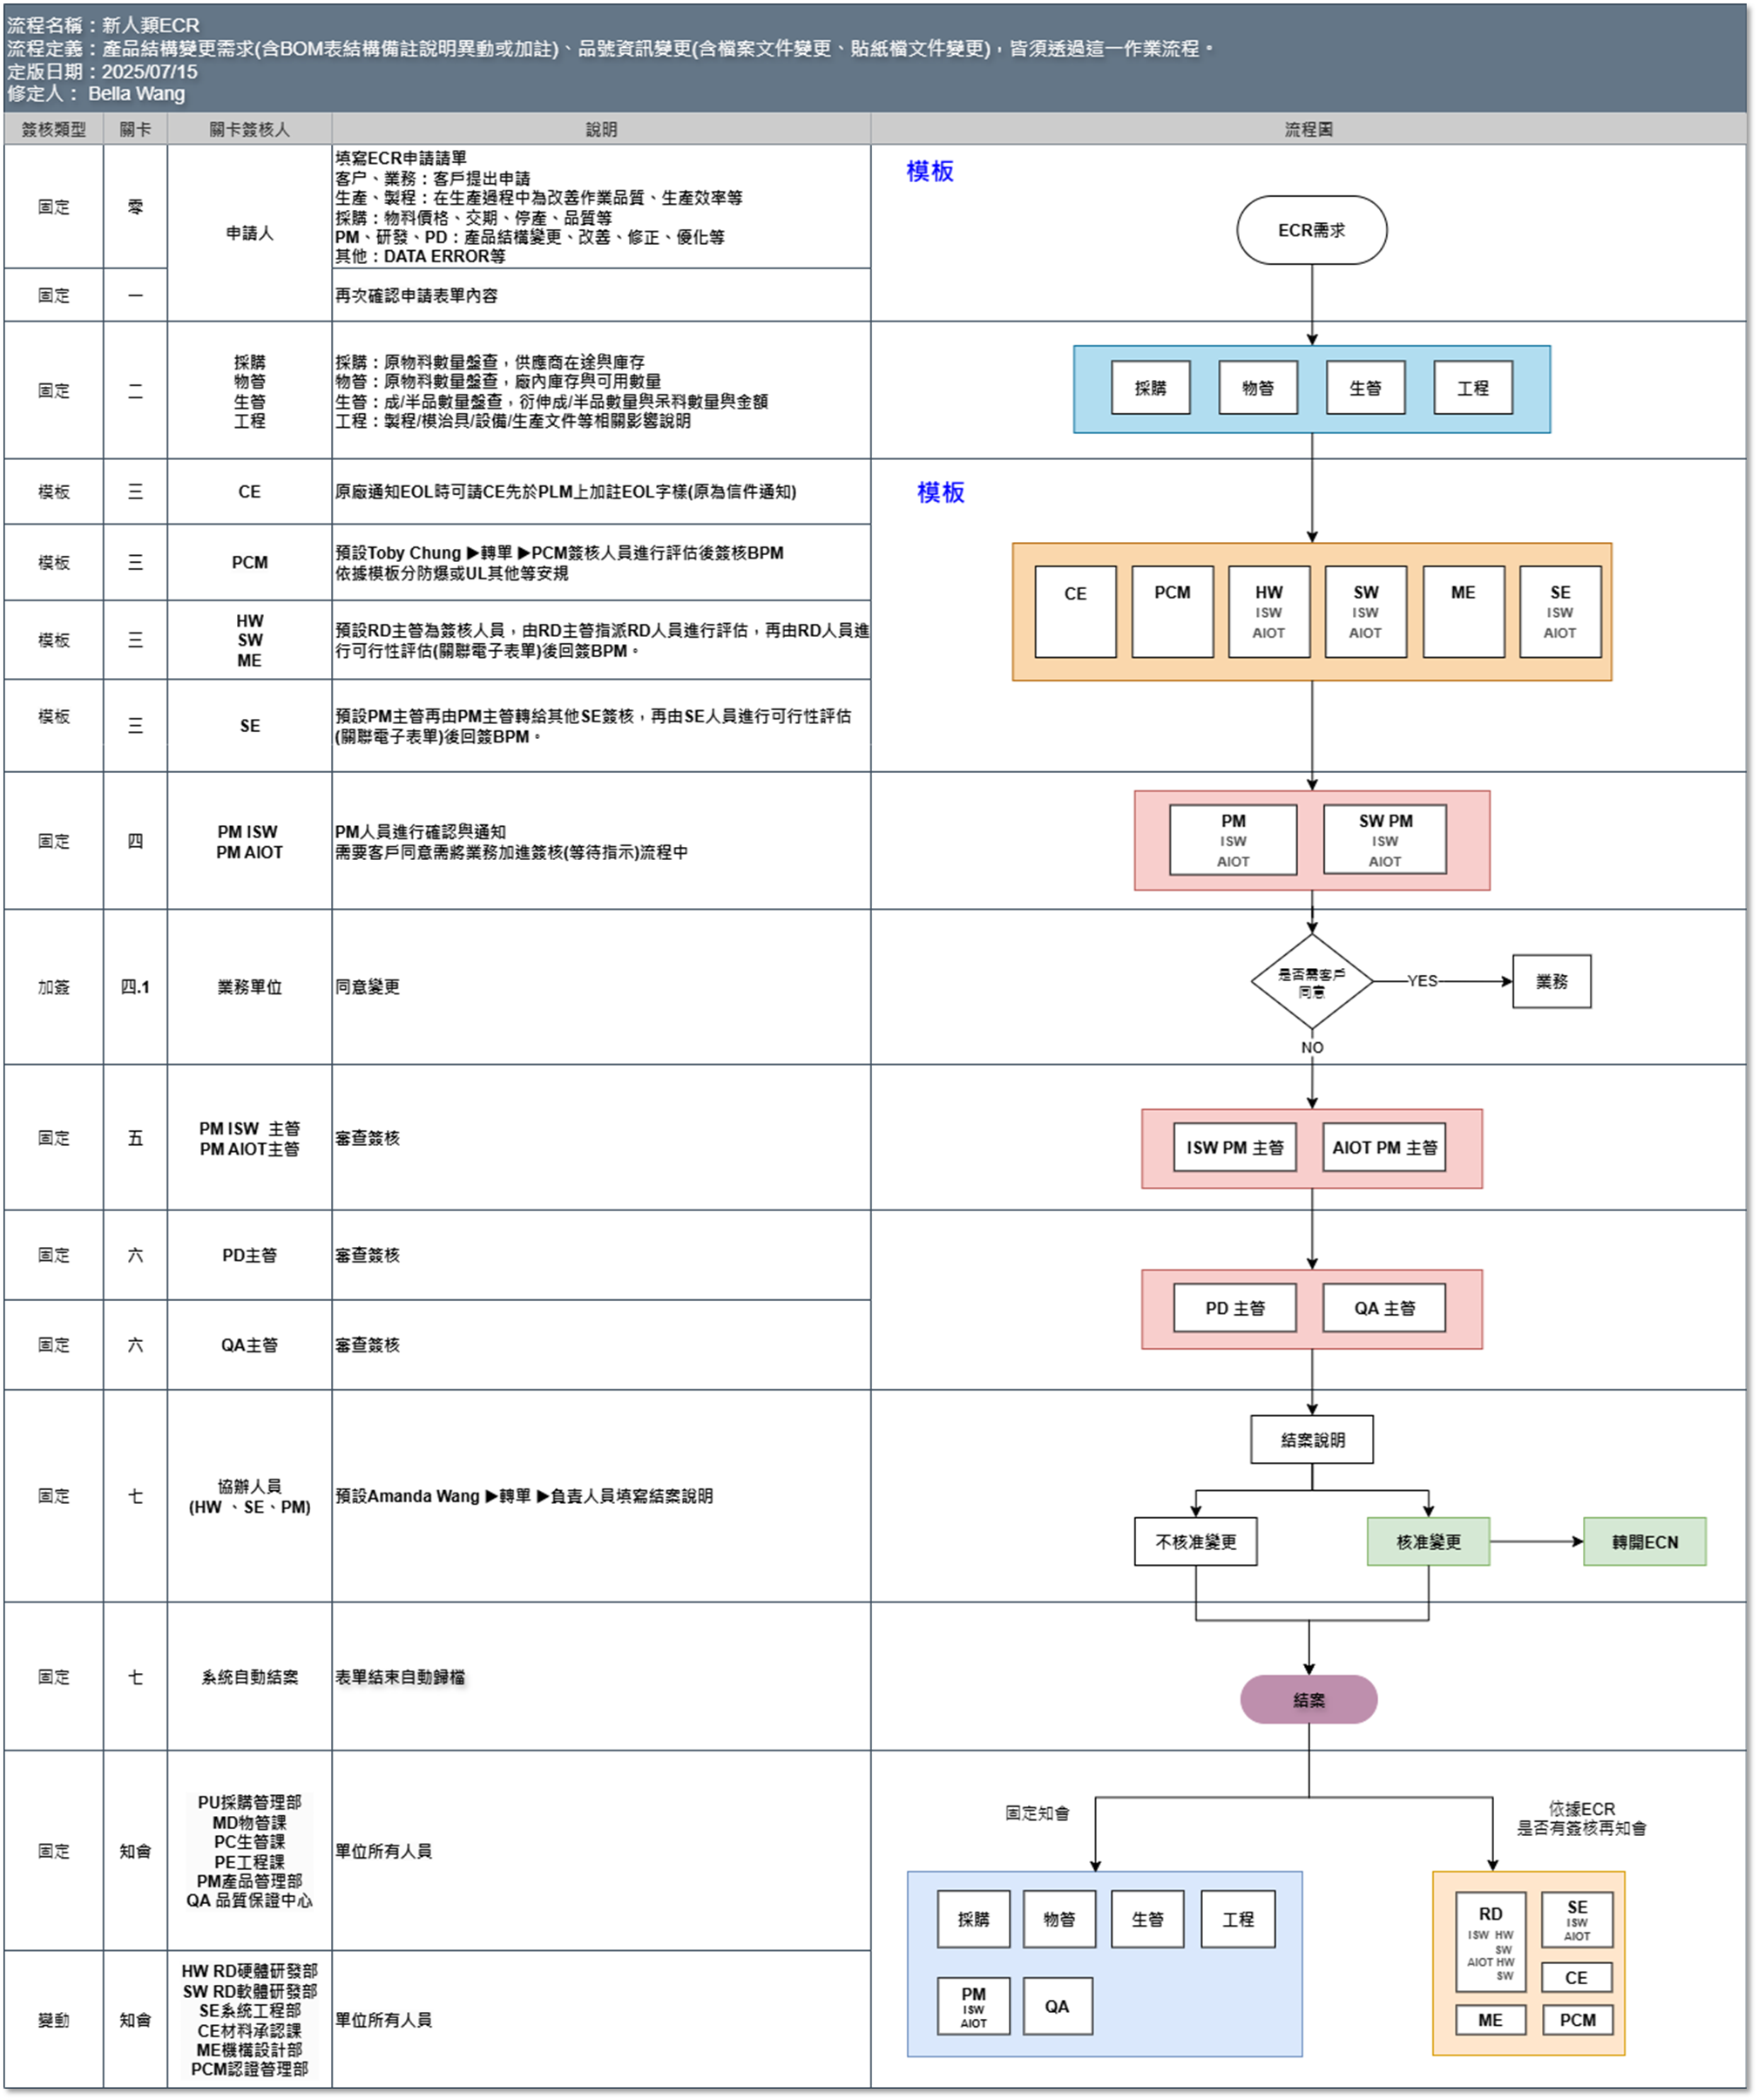 流程名稱：新人類ECR
流程定義：產品結構變更需求(含BOM表結構備註說明異動或加註)、品號資訊變更(含檔案文件變更、貼紙檔文件變更)，皆須透過這一作業流程。
定版日期：2025/07/15
修定人： Bella Wang
簽核類型 關卡 關卡簽核人 說明 流程圖
固定 零 申請人
填寫ECR申請請單
客户、業務：客戶提出申請
生產、製程：在生產過程中為改善作業品質、生產效率等
採購：物料價格、交期、停產、品質等
PM、研發、PD：產品結構變更、改善、修正、優化等
其他：DATA ERROR等
模板
ECR需求
固定 一 再次確認申請表單內容
固定 二
採購
物管
生管
工程
採購：原物料數量盤查，供應商在途與庫存
物管：原物料數量盤查，廠內庫存與可用數量
生管：成/半品數量盤查，衍伸成/半品數量與呆料數量與金額
工程：製程/模治具/設備/生產文件等相關影響說明
採購 物管 生管 工程
模板 三 CE 原廠通知EOL時可請CE先於PLM上加註EOL字樣(原為信件通知)
模板
模板 三 PCM
預設Toby Chung ▶轉單 ▶PCM簽核人員進行評估後簽核BPM
依據模板分防爆或UL其他等安規
模板 三
HW
SW
ME
預設RD主管為簽核人員，由RD主管指派RD人員進行評估，再由RD人員進
行可行性評估(關聯電子表單)後回簽BPM。
CE PCM HW SW ME SE
ISW ISW ISW
AIOT AIOT AIOT
模板 三 SE
預設PM主管再由PM主管轉給其他SE簽核，再由SE人員進行可行性評估
(關聯電子表單)後回簽BPM。
固定 四
PM ISW
PM AIOT
PM人員進行確認與通知
需要客戶同意需將業務加進簽核(等待指示)流程中
PM SW PM
ISW ISW
AIOT AIOT
加簽 四.1 業務單位 同意變更
是否需客戶
同意
YES
業務
NO
固定 五
PM ISW 主管
PM AIOT主管
審查簽核
ISW PM 主管 AIOT PM 主管
固定 六 PD主管 審查簽核
PD 主管 QA 主管
固定 六 QA主管 審查簽核
固定 七
協辦人員
(HW 、SE、PM)
預設Amanda Wang ▶轉單 ▶負責人員填寫結案說明
結案說明
不核准變更 核准變更 轉開ECN
固定 七 系統自動結案 表單結束自動歸檔
結案
固定 知會
PU採購管理部
MD物管課
PC生管課
PE工程課
PM產品管理部
QA 品質保證中心
單位所有人員
固定知會
依據ECR
是否有簽核再知會
採購 物管 生管 工程
PM
ISW
AIOT
QA
RD
ISW HW
SW
AIOT HW
SW
SE
ISW
AIOT
CE
ME PCM
變動 知會
HW RD硬體研發部
SW RD軟體研發部
SE系統工程部
CE材料承認課
ME機構設計部
PCM認證管理部
單位所有人員